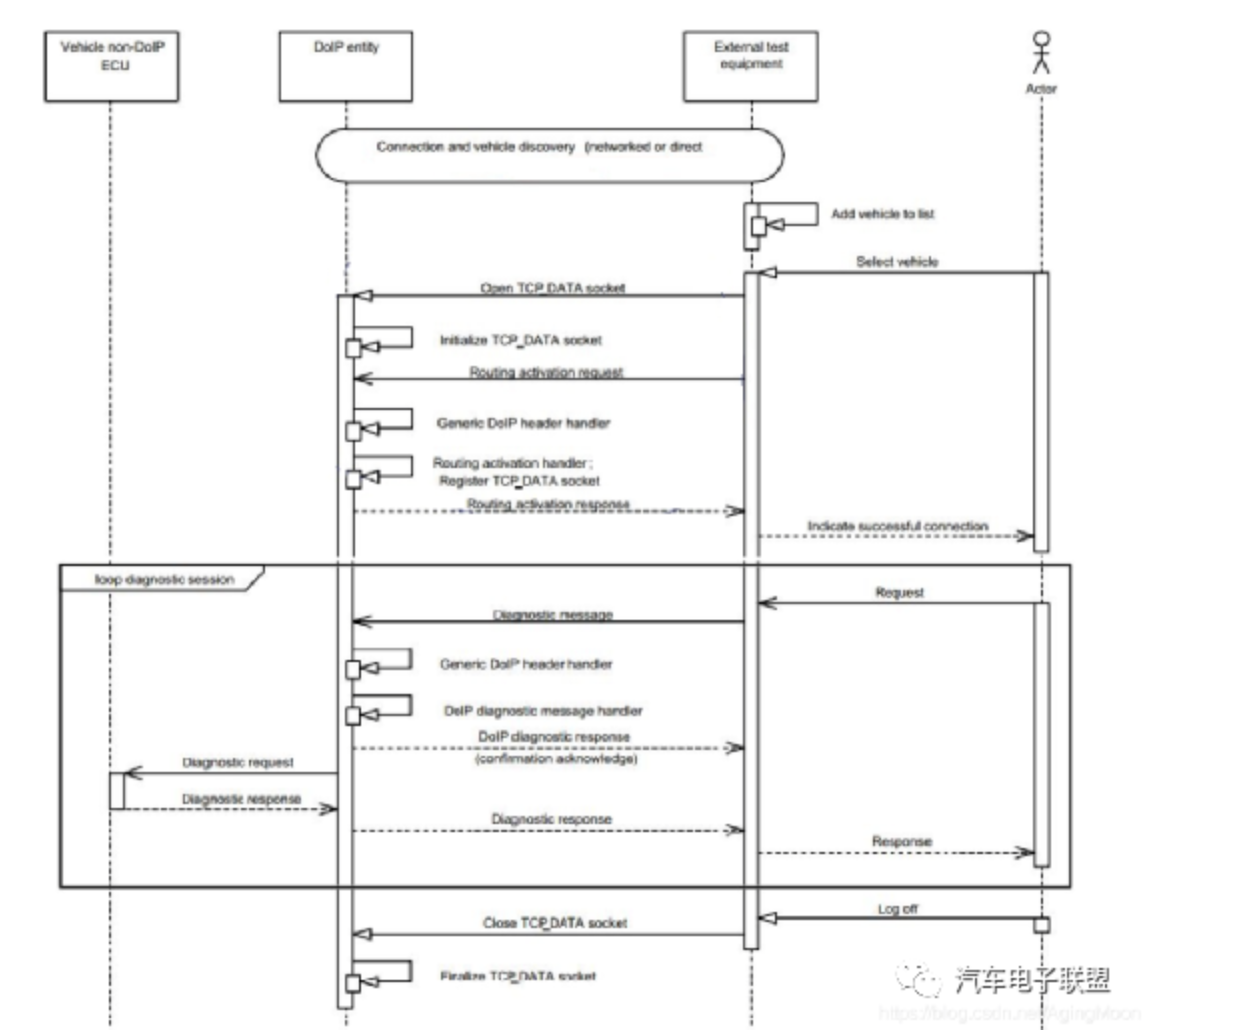 Vehicle non-DoIP
ECU
DoIP entity
External test
equipment
Actor
Connection and vehicle discovery (networked or direct
Add vehicle to list
Select vehicle
Open TCP_DATA socket
Initialize TCP_DATA socket
Routing activation request
Generic DoIP header handler
Routing activation handler;
Register TCP_DATA socket
Routing activation response
Indicate successful connection
loop diagnostic session
Request
Diagnostic message
Generic DoIP header handler
DoIP diagnostic message handler
DoIP diagnostic response
(confirmation acknowledge)
Diagnostic request
Diagnostic response
Diagnostic response
Response
Log off
Close TCP_DATA socket
Finalize TCP_DATA socket
汽车电子联盟
https://blog.csdn.net/AgingMoon